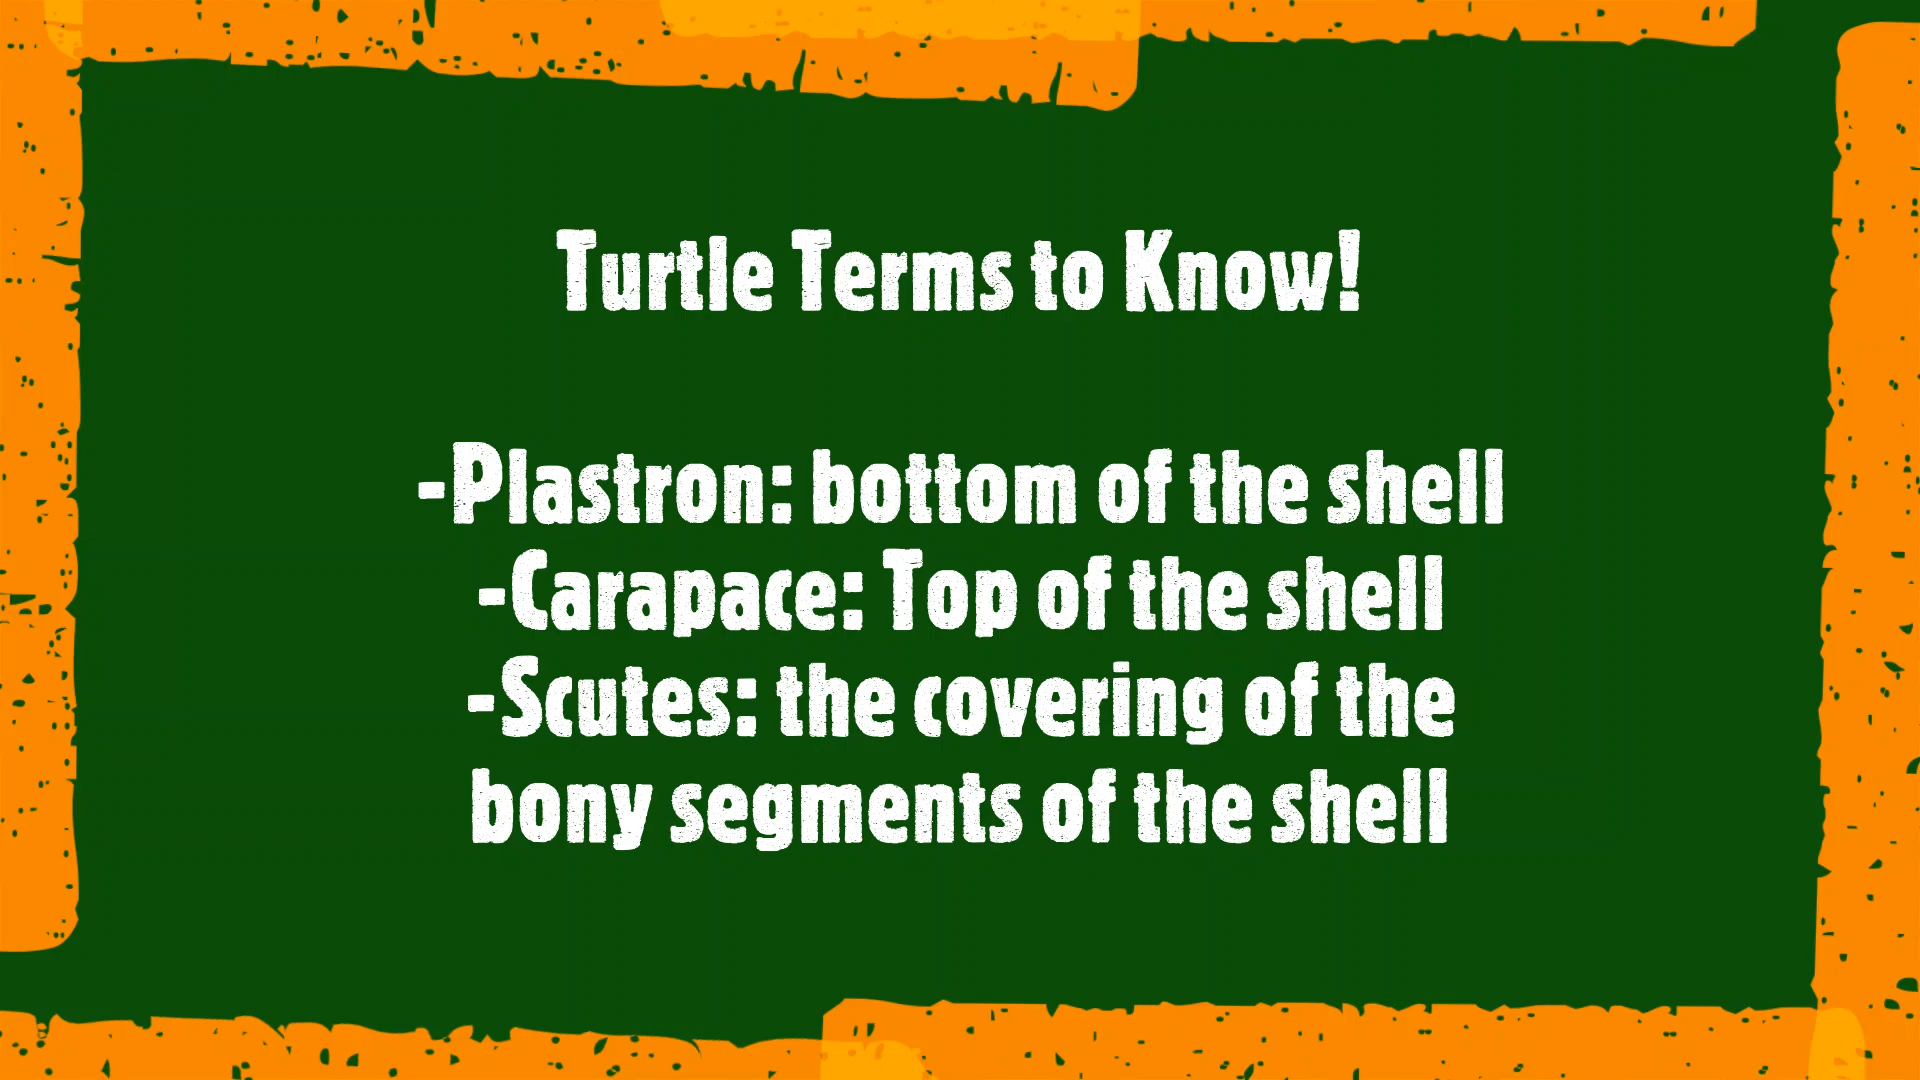 Turtle Terms to Know!
-Plastron: bottom of the shell
-Carapace: Top of the shell
-Scutes: the covering of the
bony segments of the shell